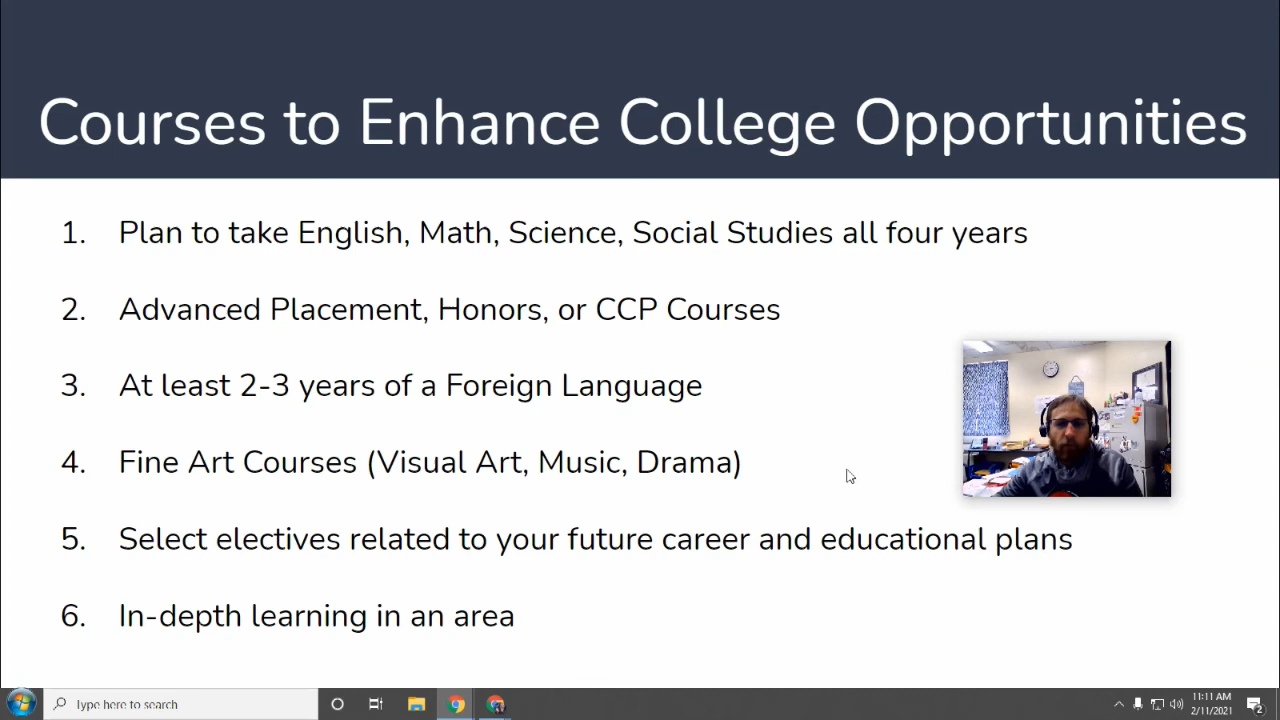 Courses to Enhance College Opportunities
1. Plan to take English, Math, Science, Social Studies all four years
2. Advanced Placement, Honors, or CCP Courses
3. At least 2-3 years of a Foreign Language
4. Fine Art Courses (Visual Art, Music, Drama)
5. Select electives related to your future career and educational plans
6. In-depth learning in an area
Type here to search
11:11 AM
2/11/2021
2